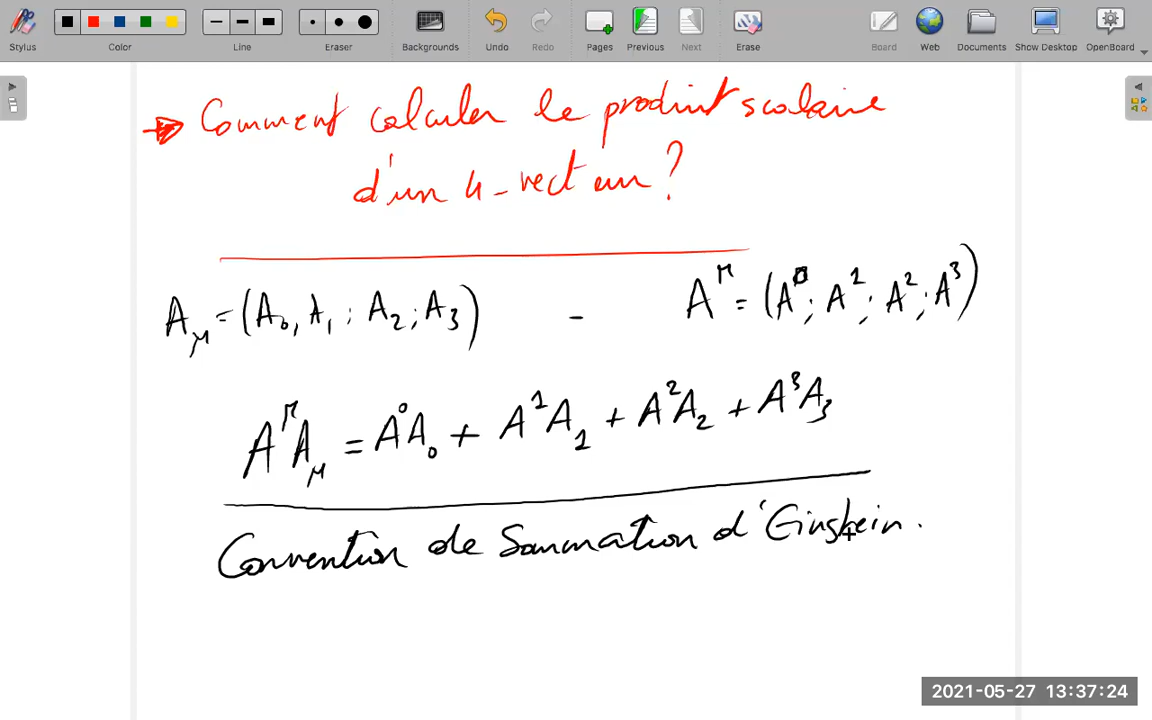 Stylus
Color
Line
Eraser
Backgrounds
Undo
Redo
Pages
Previous
Next
Erase
Board
Web
Documents
Show Desktop
OpenBoard
→ Comment calculer le produit scalaire
d'un 4-vecteur ?
A_μ = (A_0, A_1 ; A_2 ; A_3) - A^μ = (A^0 ; A^1 ; A^2 ; A^3)
A^μ A_μ = A^0 A_0 + A^1 A_1 + A^2 A_2 + A^3 A_3
Convention de Sommation d'Einstein.
2021-05-27 13:37:24